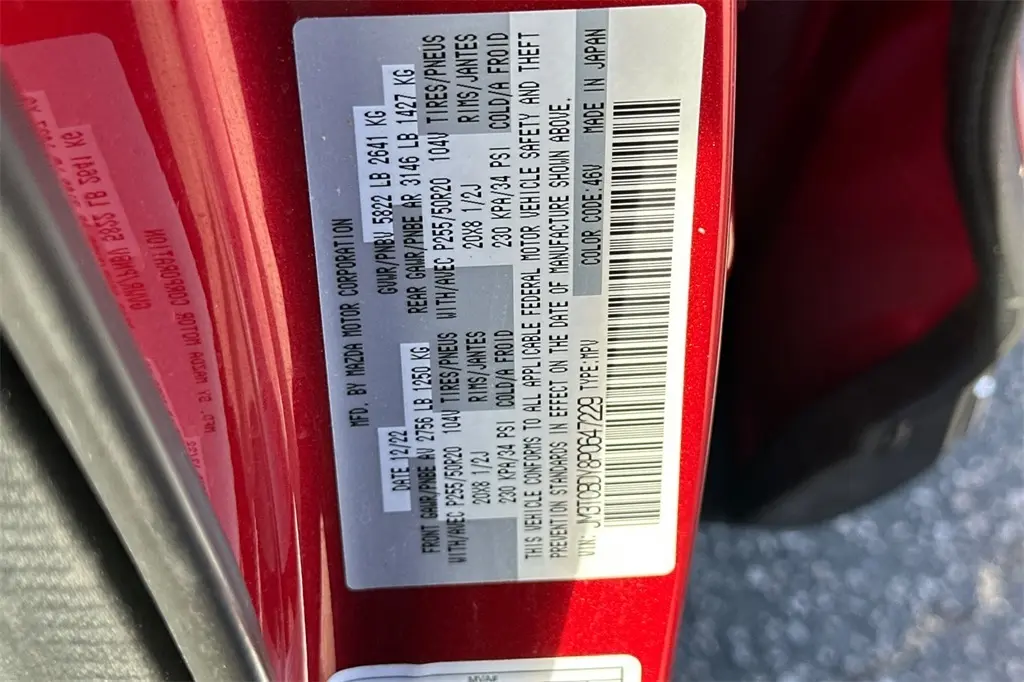 MFD. BY MAZDA MOTOR CORPORATION
DATE 12/22 GVWR/PNBV 5822 LB 2641 KG
FRONT GAWR/PNBE AV 2756 LB 1250 KG REAR GAWR/PNBE AR 3146 LB 1427 KG
WITH/AVEC P255/50R20 104V TIRES/PNEUS WITH/AVEC P255/50R20 104V TIRES/PNEUS
20X8 1/2J RIMS/JANTES 20X8 1/2J RIMS/JANTES
230 KPA/34 PSI COLD/A FROID 230 KPA/34 PSI COLD/A FROID
THIS VEHICLE CONFORMS TO ALL APPLICABLE FEDERAL MOTOR VEHICLE SAFETY AND THEFT
PREVENTION STANDARDS IN EFFECT ON THE DATE OF MANUFACTURE SHOWN ABOVE.
VIN: JM3TCBDY8P0647229 TYPE:MPV COLOR CODE:46V MADE IN JAPAN